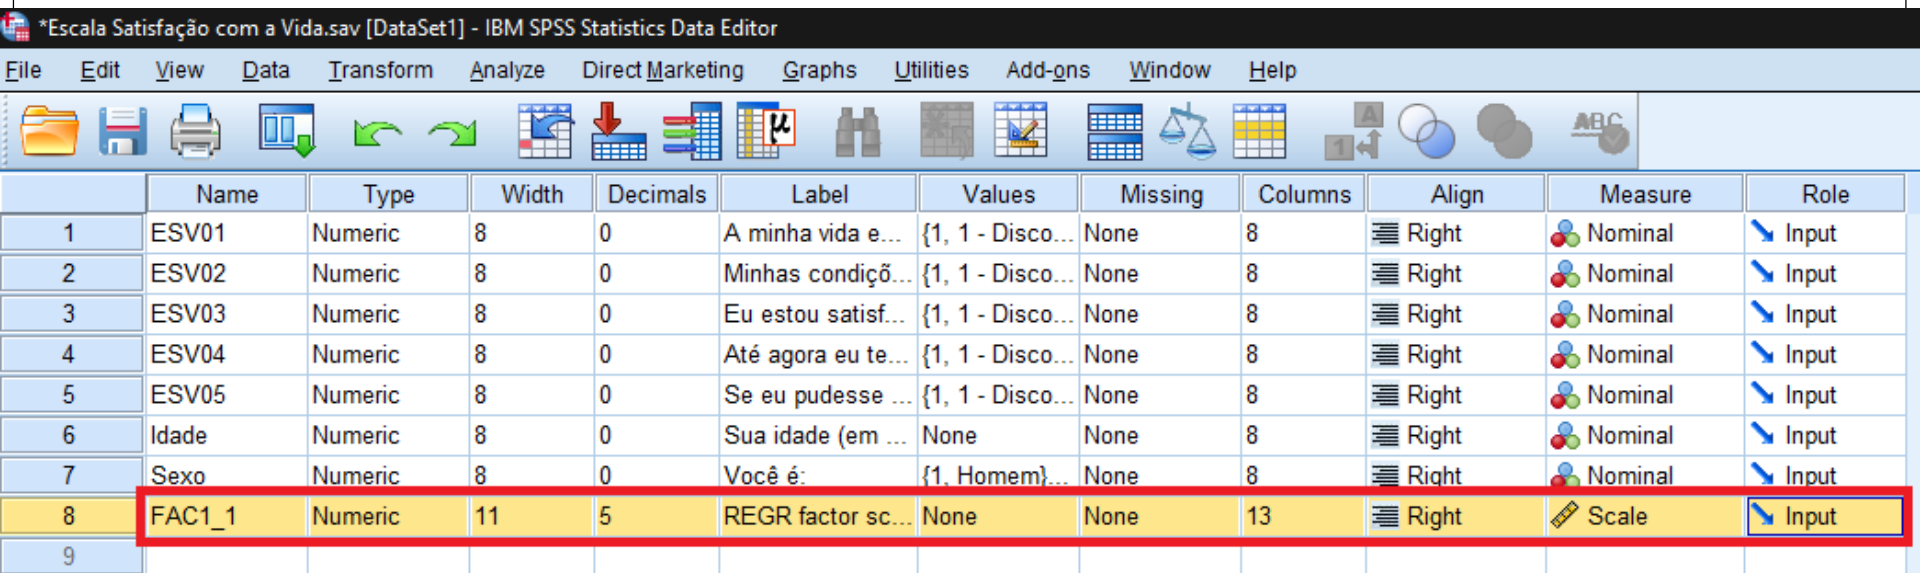 *Escala Satisfação com a Vida.sav [DataSet1] - IBM SPSS Statistics Data Editor
File Edit View Data Transform Analyze Direct Marketing Graphs Utilities Add-ons Window Help
Name Type Width Decimals Label Values Missing Columns Align Measure Role
1 ESV01 Numeric 8 0 A minha vida e... {1, 1 - Disco... None 8 Right Nominal Input
2 ESV02 Numeric 8 0 Minhas condiçõ... {1, 1 - Disco... None 8 Right Nominal Input
3 ESV03 Numeric 8 0 Eu estou satisf... {1, 1 - Disco... None 8 Right Nominal Input
4 ESV04 Numeric 8 0 Até agora eu te... {1, 1 - Disco... None 8 Right Nominal Input
5 ESV05 Numeric 8 0 Se eu pudesse ... {1, 1 - Disco... None 8 Right Nominal Input
6 Idade Numeric 8 0 Sua idade (em ... None None 8 Right Nominal Input
7 Sexo Numeric 8 0 Você é: {1, Homem}... None 8 Right Nominal Input
8 FAC1_1 Numeric 11 5 REGR factor sc... None None 13 Right Scale Input
9